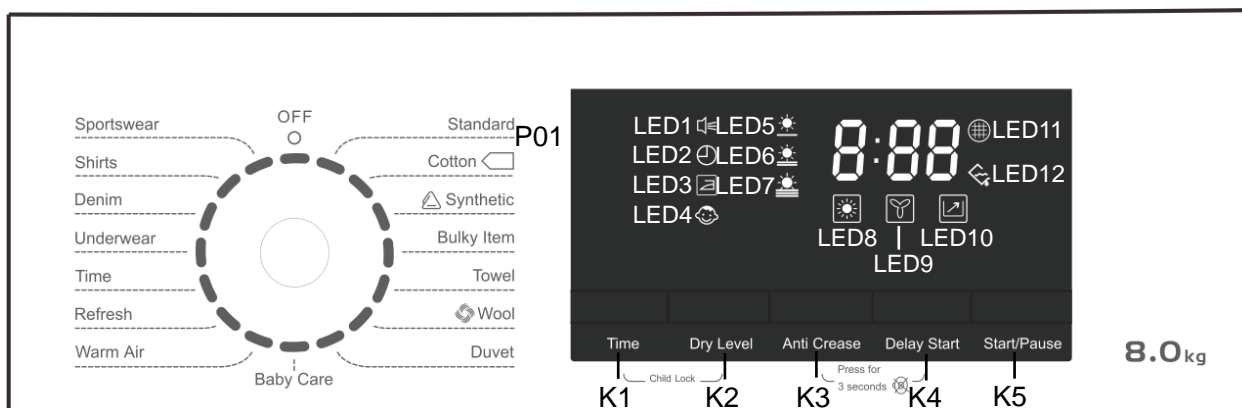 OFF
Sportswear
Shirts
Denim
Underwear
Time
Refresh
Warm Air
Baby Care
Standard
Cotton
Synthetic
Bulky Item
Towel
Wool
Duvet
P01
LED1 LED5
LED2 LED6
LED3 LED7
LED4
8:88
LED11
LED12
LED8 LED10
LED9
Time Dry Level Anti Crease Delay Start Start/Pause
Child Lock
Press for
3 seconds
K1 K2 K3 K4 K5
8.0kg